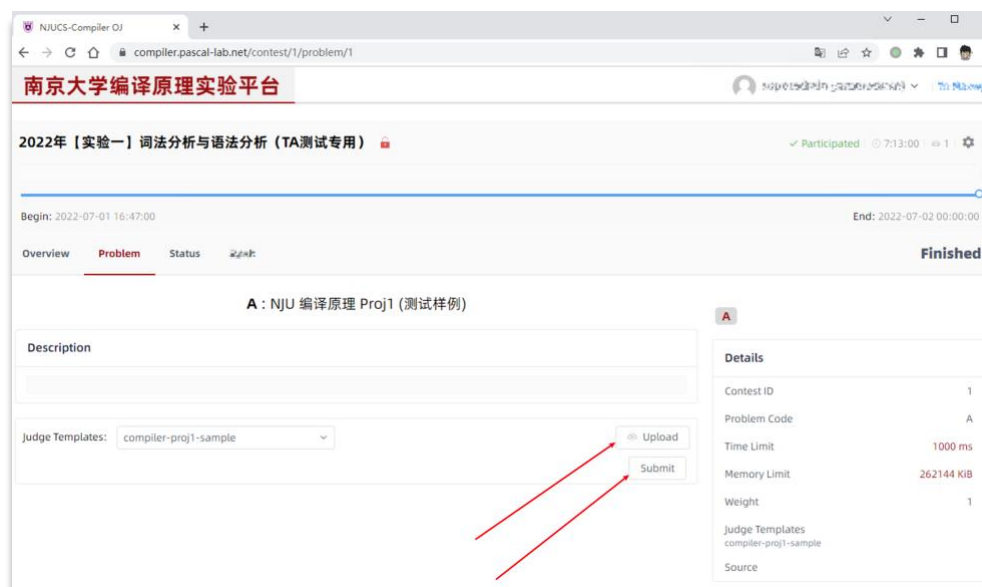 NJUCS-Compiler OJ
compiler.pascal-lab.net/contest/1/problem/1
南京大学编译原理实验平台
2022年【实验一】词法分析与语法分析（TA测试专用）
Participated 7:13:00 1
Begin: 2022-07-01 16:47:00 End: 2022-07-02 00:00:00
Overview Problem Status
Finished
A : NJU 编译原理 Proj1 (测试样例)
A
Description
Details
Contest ID 1
Problem Code A
Judge Templates: compiler-proj1-sample
Upload
Time Limit 1000 ms
Submit
Memory Limit 262144 KiB
Weight 1
Judge Templates
compiler-proj1-sample
Source